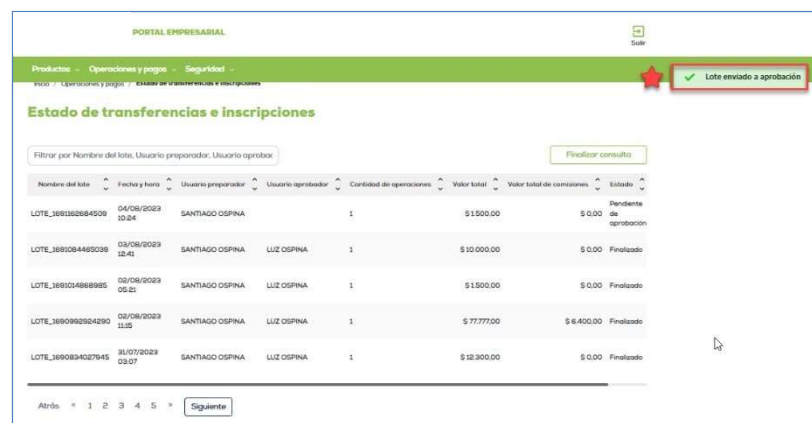 PORTAL EMPRESARIAL
Salir
Productos Operaciones y pagos Seguridad
Lote enviado a aprobación
Inicio / Operaciones y pagos / Estado de transferencias e inscripciones
Estado de transferencias e inscripciones
Filtrar por Nombre del lote, Usuario preparador, Usuario aprobac
Finalizar consulta
Nombre del lote Fecha y hora Usuario preparador Usuario aprobador Cantidad de operaciones Valor total Valor total de comisiones Estado
LOTE_1691162684509 04/08/2023 10:24 SANTIAGO OSPINA 1 $ 1.500,00 $ 0,00 Pendiente de aprobación
LOTE_1691084465039 03/08/2023 12:41 SANTIAGO OSPINA LUZ OSPINA 1 $ 10.000,00 $ 0,00 Finalizado
LOTE_1691014868985 02/08/2023 05:21 SANTIAGO OSPINA LUZ OSPINA 1 $ 1.500,00 $ 0,00 Finalizado
LOTE_1690992924290 02/08/2023 11:15 SANTIAGO OSPINA LUZ OSPINA 1 $ 77.777,00 $ 6.400,00 Finalizado
LOTE_1690834027945 31/07/2023 03:07 SANTIAGO OSPINA LUZ OSPINA 1 $ 12.300,00 $ 0,00 Finalizado
Atrás « 1 2 3 4 5 » Siguiente